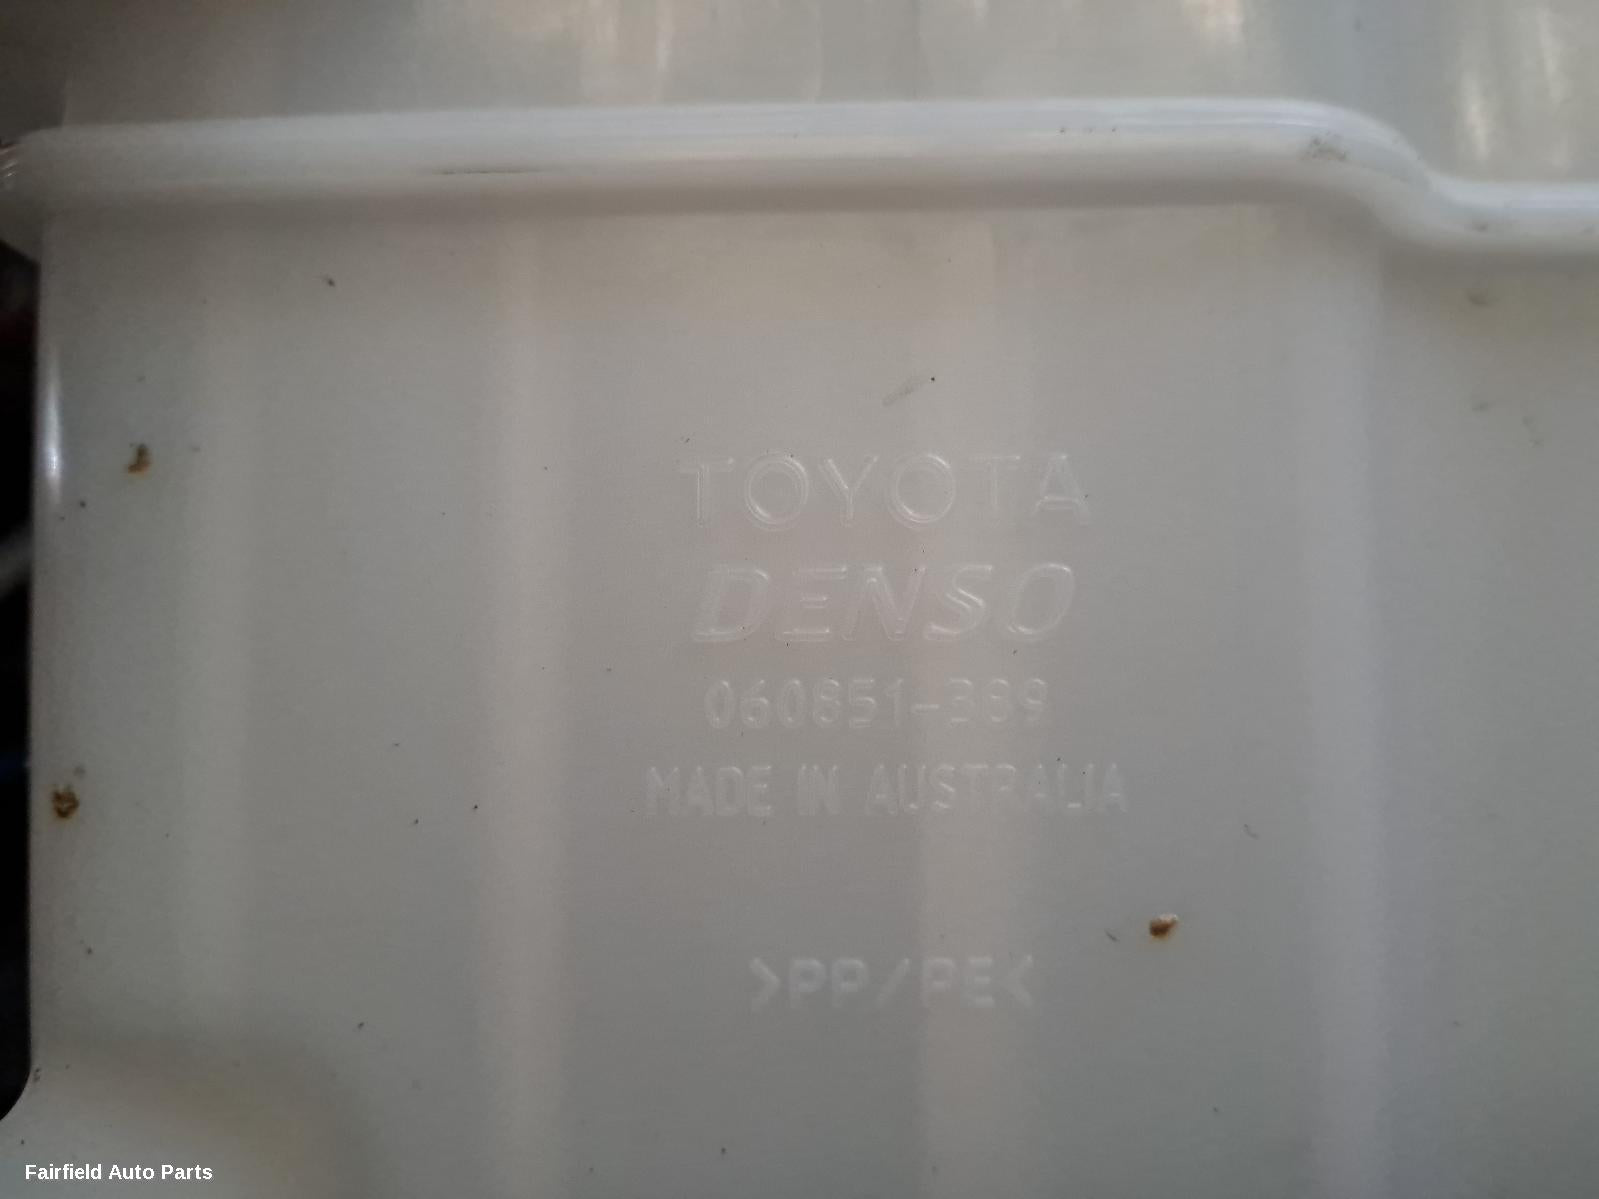 TOYOTA
DENSO
060851-389
MADE IN AUSTRALIA
>PP/PE<
Fairfield Auto Parts